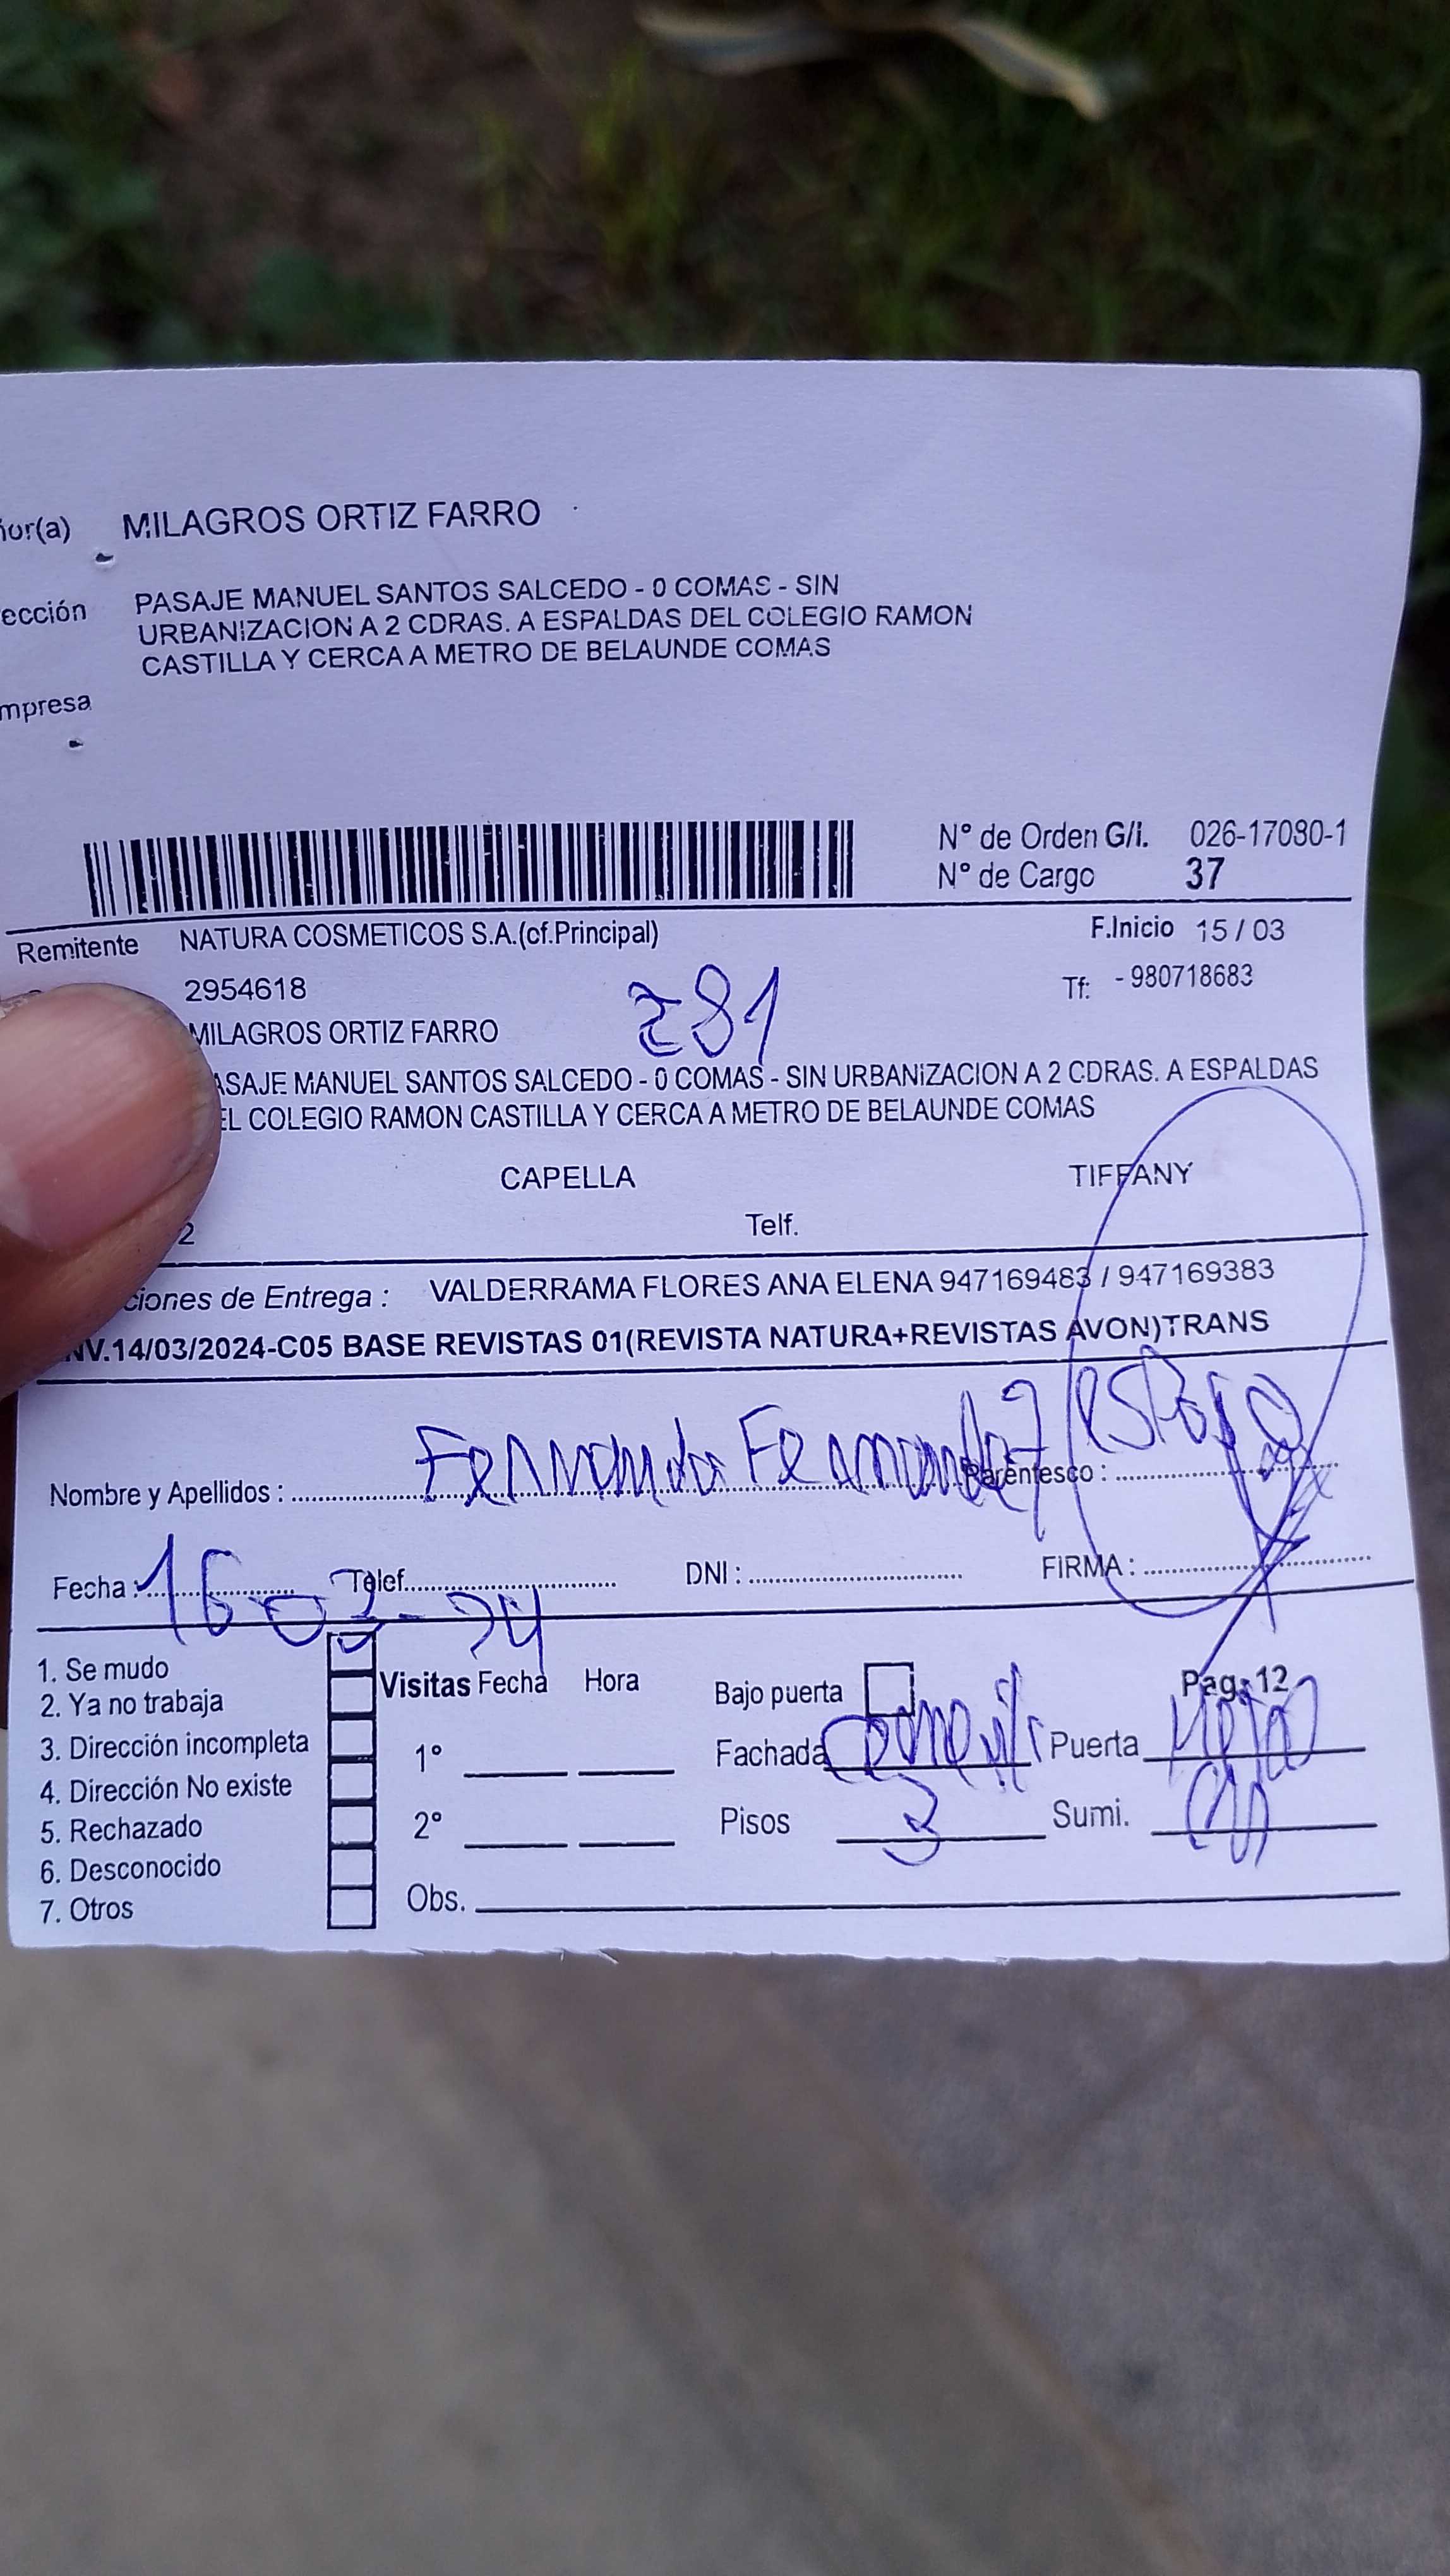 ñor(a) MILAGROS ORTIZ FARRO
ección PASAJE MANUEL SANTOS SALCEDO - 0 COMAS - SIN
URBANIZACION A 2 CDRAS. A ESPALDAS DEL COLEGIO RAMON
CASTILLA Y CERCA A METRO DE BELAUNDE COMAS
mpresa
N° de Orden G/I. 026-17080-1
N° de Cargo 37
Remitente NATURA COSMETICOS S.A.(cf.Principal) F.Inicio 15 / 03
2954618 281 Tf: - 980718683
MILAGROS ORTIZ FARRO
ASAJE MANUEL SANTOS SALCEDO - 0 COMAS - SIN URBANIZACION A 2 CDRAS. A ESPALDAS
EL COLEGIO RAMON CASTILLA Y CERCA A METRO DE BELAUNDE COMAS
CAPELLA TIFFANY
2 Telf.
ciones de Entrega : VALDERRAMA FLORES ANA ELENA 947169483 / 947169383
NV.14/03/2024-C05 BASE REVISTAS 01(REVISTA NATURA+REVISTAS AVON)TRANS
Nombre y Apellidos : Fernando Fernandez Parentesco : esposo
Fecha : 16-03-24 Telef. DNI : FIRMA :
1. Se mudo
2. Ya no trabaja Visitas Fecha Hora Bajo puerta Pag: 12
3. Dirección incompleta 1° Fachada Puerta Metal
4. Dirección No existe
5. Rechazado 2° Pisos 3 Sumi.
6. Desconocido
7. Otros Obs.